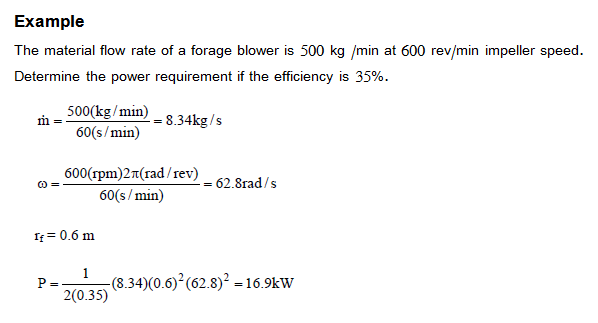 Example
The material flow rate of a forage blower is 500 kg /min at 600 rev/min impeller speed.
Determine the power requirement if the efficiency is 35%.
ṁ = 500(kg/min) / 60(s/min) = 8.34kg/s
ω = 600(rpm)2π(rad/rev) / 60(s/min) = 62.8rad/s
r_f = 0.6 m
P = 1 / 2(0.35) (8.34)(0.6)² (62.8)² = 16.9kW